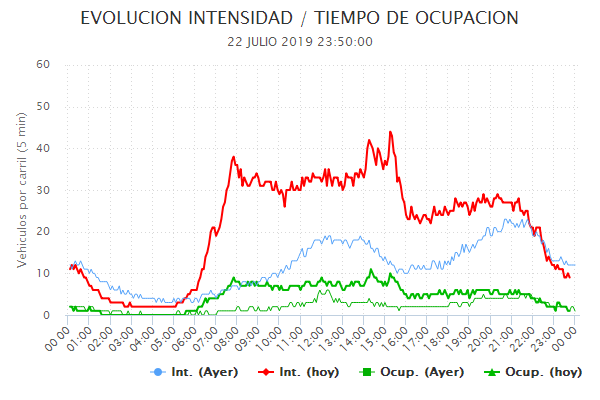 EVOLUCION INTENSIDAD / TIEMPO DE OCUPACION
22 JULIO 2019 23:50:00
Vehiculos por carril (5 min)
60
50
40
30
20
10
0
00:00 01:00 02:00 03:00 04:00 05:00 06:00 07:00 08:00 09:00 10:00 11:00 12:00 13:00 14:00 15:00 16:00 17:00 18:00 19:00 20:00 21:00 22:00 23:00 00:00
Int. (Ayer) Int. (hoy) Ocup. (Ayer) Ocup. (hoy)